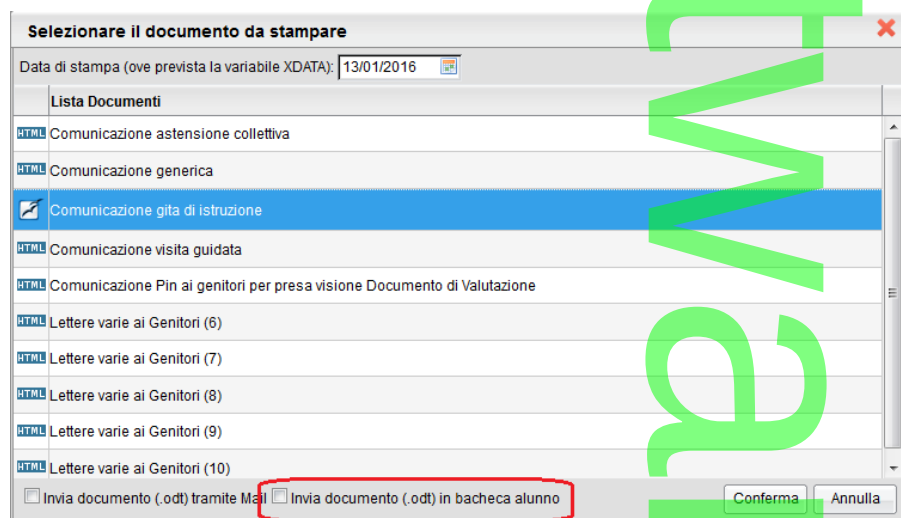 Selezionare il documento da stampare
Data di stampa (ove prevista la variabile XDATA): 13/01/2016
Lista Documenti
HTML Comunicazione astensione collettiva
HTML Comunicazione generica
Comunicazione gita di istruzione
HTML Comunicazione visita guidata
HTML Comunicazione Pin ai genitori per presa visione Documento di Valutazione
HTML Lettere varie ai Genitori (6)
HTML Lettere varie ai Genitori (7)
HTML Lettere varie ai Genitori (8)
HTML Lettere varie ai Genitori (9)
HTML Lettere varie ai Genitori (10)
Invia documento (.odt) tramite Mail Invia documento (.odt) in bacheca alunno Conferma Annulla
twa